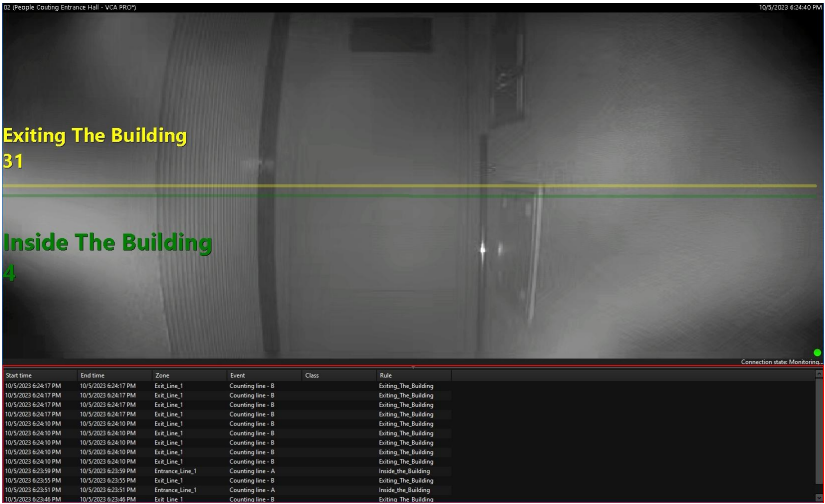 02 (People Couting Entrance Hall - VCA PRO*) 10/5/2023 6:24:40 PM
Exiting The Building
31
Inside The Building
4
Connection state: Monitoring...
Start time End time Zone Event Class Rule
10/5/2023 6:24:17 PM 10/5/2023 6:24:17 PM Exit_Line_1 Counting line - B Exiting_The_Building
10/5/2023 6:24:17 PM 10/5/2023 6:24:17 PM Exit_Line_1 Counting line - B Exiting_The_Building
10/5/2023 6:24:17 PM 10/5/2023 6:24:17 PM Exit_Line_1 Counting line - B Exiting_The_Building
10/5/2023 6:24:17 PM 10/5/2023 6:24:17 PM Exit_Line_1 Counting line - B Exiting_The_Building
10/5/2023 6:24:10 PM 10/5/2023 6:24:10 PM Exit_Line_1 Counting line - B Exiting_The_Building
10/5/2023 6:24:10 PM 10/5/2023 6:24:10 PM Exit_Line_1 Counting line - B Exiting_The_Building
10/5/2023 6:24:10 PM 10/5/2023 6:24:10 PM Exit_Line_1 Counting line - B Exiting_The_Building
10/5/2023 6:24:10 PM 10/5/2023 6:24:10 PM Exit_Line_1 Counting line - B Exiting_The_Building
10/5/2023 6:24:10 PM 10/5/2023 6:24:10 PM Exit_Line_1 Counting line - B Exiting_The_Building
10/5/2023 6:23:59 PM 10/5/2023 6:23:59 PM Entrance_Line_1 Counting line - A Inside_the_Building
10/5/2023 6:23:55 PM 10/5/2023 6:23:55 PM Exit_Line_1 Counting line - B Exiting_The_Building
10/5/2023 6:23:51 PM 10/5/2023 6:23:51 PM Entrance_Line_1 Counting line - A Inside_the_Building
10/5/2023 6:23:46 PM 10/5/2023 6:23:46 PM Exit_Line_1 Counting line - B Exiting_The_Building